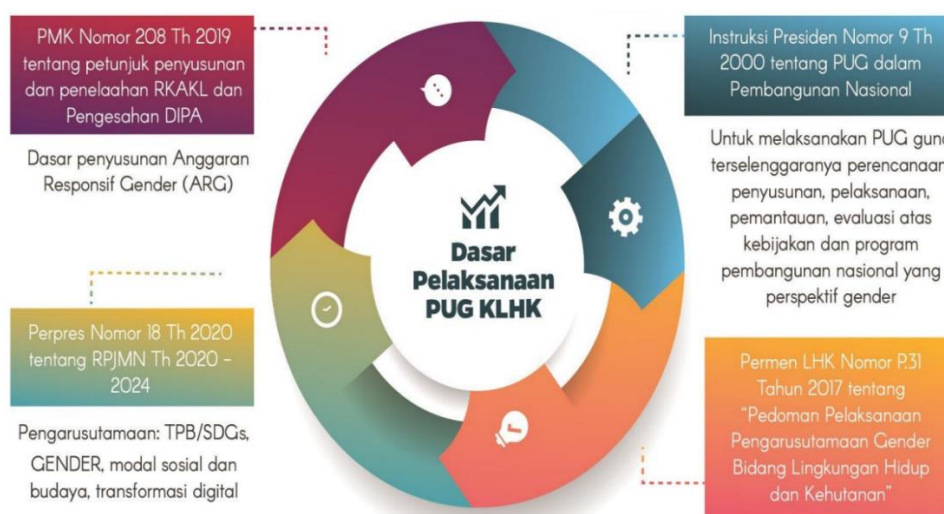 PMK Nomor 208 Th 2019
tentang petunjuk penyusunan
dan penelaahan RKAKL dan
Pengesahan DIPA
Dasar penyusunan Anggaran
Responsif Gender (ARG)
Perpres Nomor 18 Th 2020
tentang RPJMN Th 2020 -
2024
Pengarusutamaan: TPB/SDGs,
GENDER, modal sosial dan
budaya, transformasi digital
Dasar
Pelaksanaan
PUG KLHK
Instruksi Presiden Nomor 9 Th
2000 tentang PUG dalam
Pembangunan Nasional
Untuk melaksanakan PUG guna
terselenggaranya perencanaan
penyusunan, pelaksanaan,
pemantauan, evaluasi atas
kebijakan dan program
pembangunan nasional yang
perspektif gender
Permen LHK Nomor P.31
Tahun 2017 tentang
"Pedoman Pelaksanaan
Pengarusutamaan Gender
Bidang Lingkungan Hidup
dan Kehutanan"